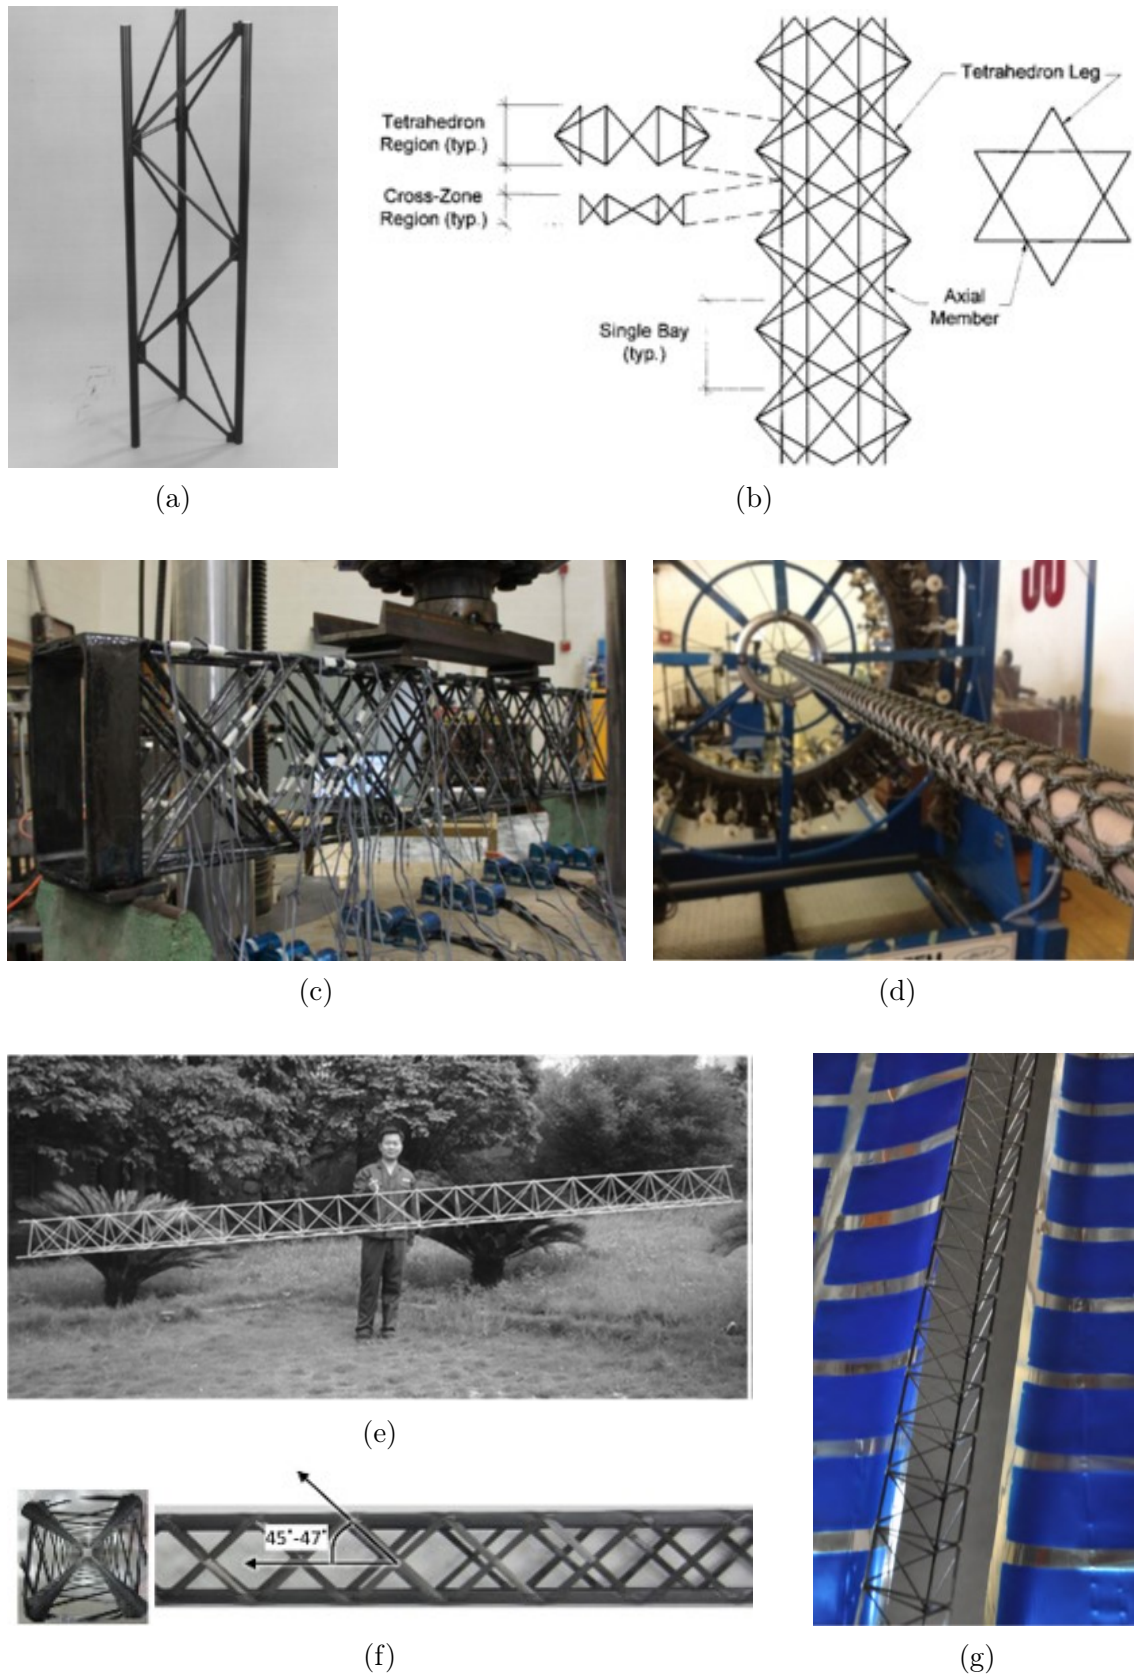 (a)
Tetrahedron
Region (typ.)
Cross-Zone
Region (typ.)
Single Bay
(typ.)
Tetrahedron Leg
Axial
Member
(b)
(c)
(d)
(e)
45°-47°
(f)
(g)